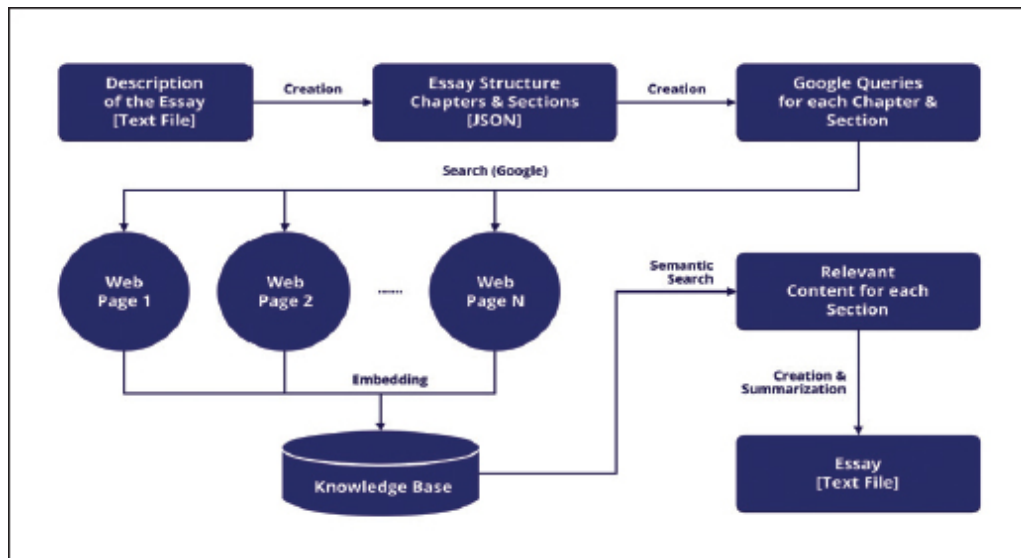 Description
of the Essay
[Text File]
Creation
Essay Structure
Chapters & Sections
[JSON]
Creation
Google Queries
for each Chapter &
Section
Search (Google)
Web
Page 1
Web
Page 2
......
Web
Page N
Semantic
Search
Relevant
Content for each
Section
Embedding
Creation &
Summarization
Knowledge Base
Essay
[Text File]